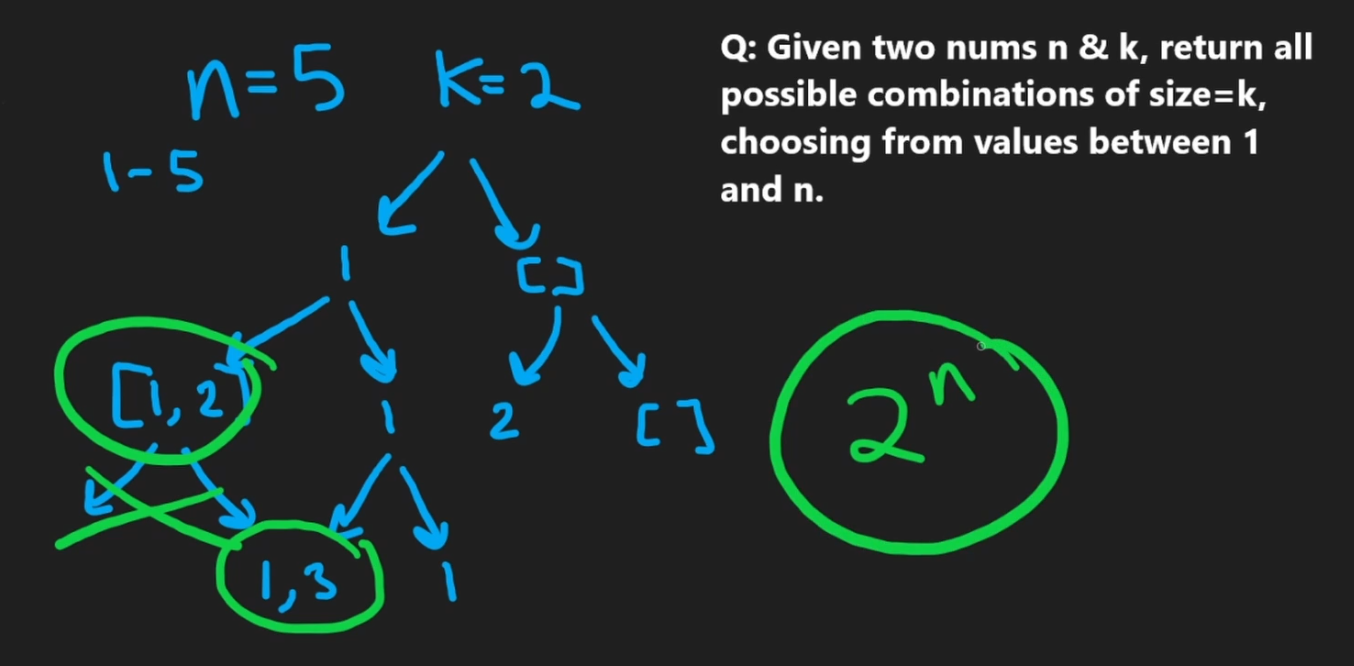 n=5 k=2
Q: Given two nums n & k, return all
possible combinations of size=k,
choosing from values between 1
and n.
1-5
1 []
[1,2] 1 2 [] 2^n
1,3 1